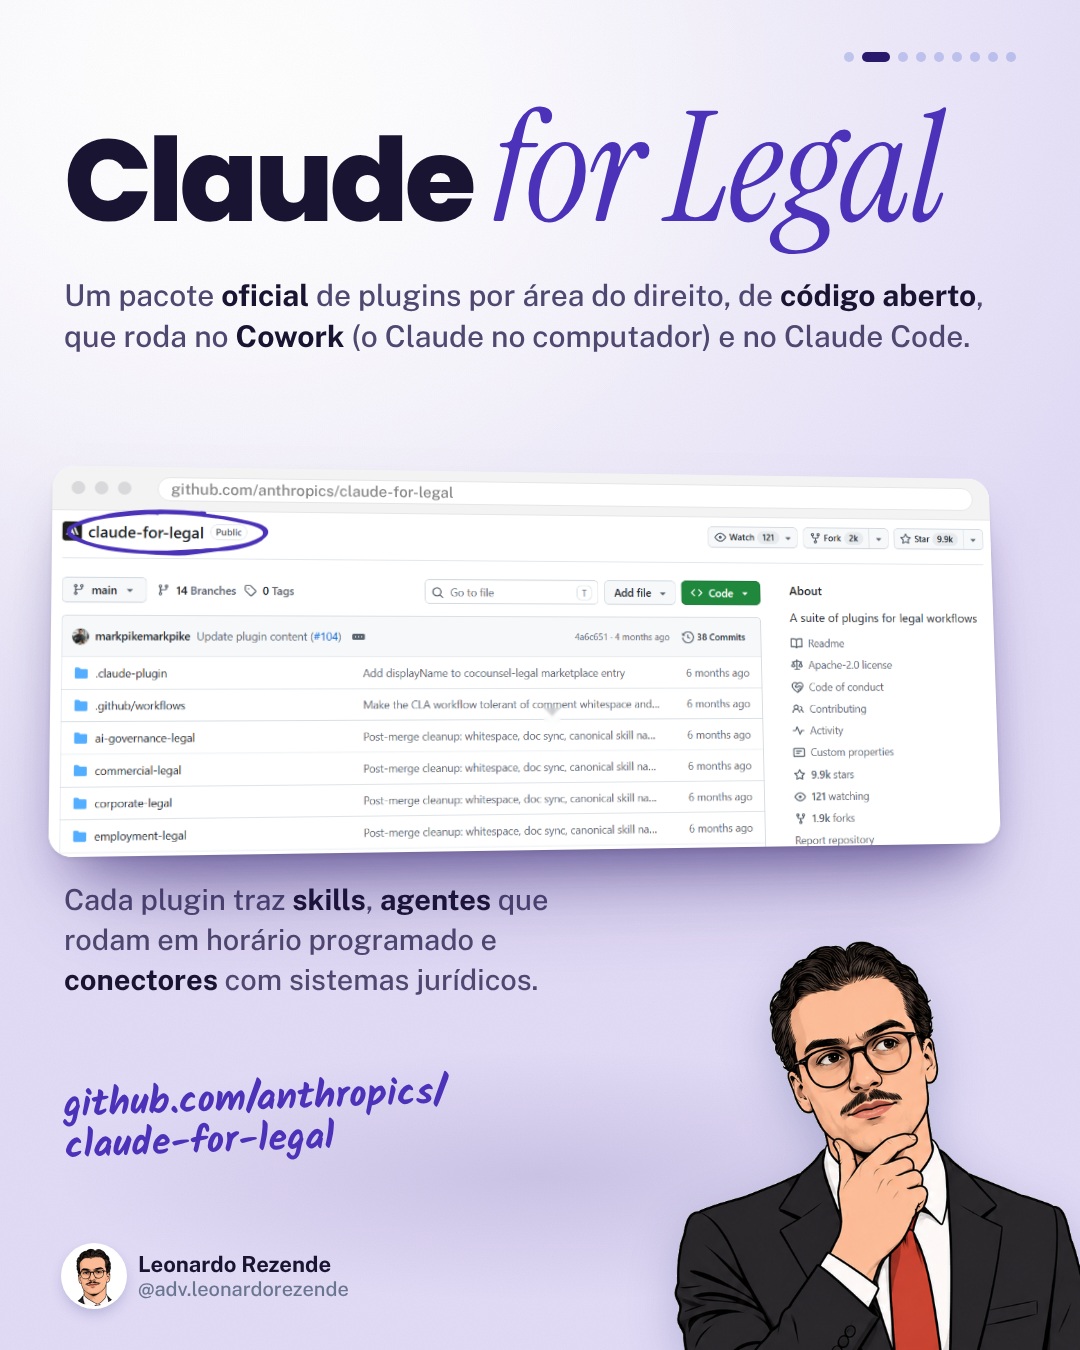 Claude for Legal
Um pacote oficial de plugins por área do direito, de código aberto,
que roda no Cowork (o Claude no computador) e no Claude Code.
github.com/anthropics/claude-for-legal
claude-for-legal Public
Watch 121 Fork 2k Star 9.9k
main 14 Branches 0 Tags Go to file T Add file Code
markpikemarkpike Update plugin content (#104) 4a6c651 · 4 months ago 38 Commits
.claude-plugin Add displayName to cocounsel-legal marketplace entry 6 months ago
.github/workflows Make the CLA workflow tolerant of comment whitespace and... 6 months ago
ai-governance-legal Post-merge cleanup: whitespace, doc sync, canonical skill na... 6 months ago
commercial-legal Post-merge cleanup: whitespace, doc sync, canonical skill na... 6 months ago
corporate-legal Post-merge cleanup: whitespace, doc sync, canonical skill na... 6 months ago
employment-legal Post-merge cleanup: whitespace, doc sync, canonical skill na... 6 months ago
About
A suite of plugins for legal workflows
Readme
Apache-2.0 license
Code of conduct
Contributing
Activity
Custom properties
9.9k stars
121 watching
1.9k forks
Report repository
Cada plugin traz skills, agentes que
rodam em horário programado e
conectores com sistemas jurídicos.
github.com/anthropics/
claude-for-legal
Leonardo Rezende
@adv.leonardorezende